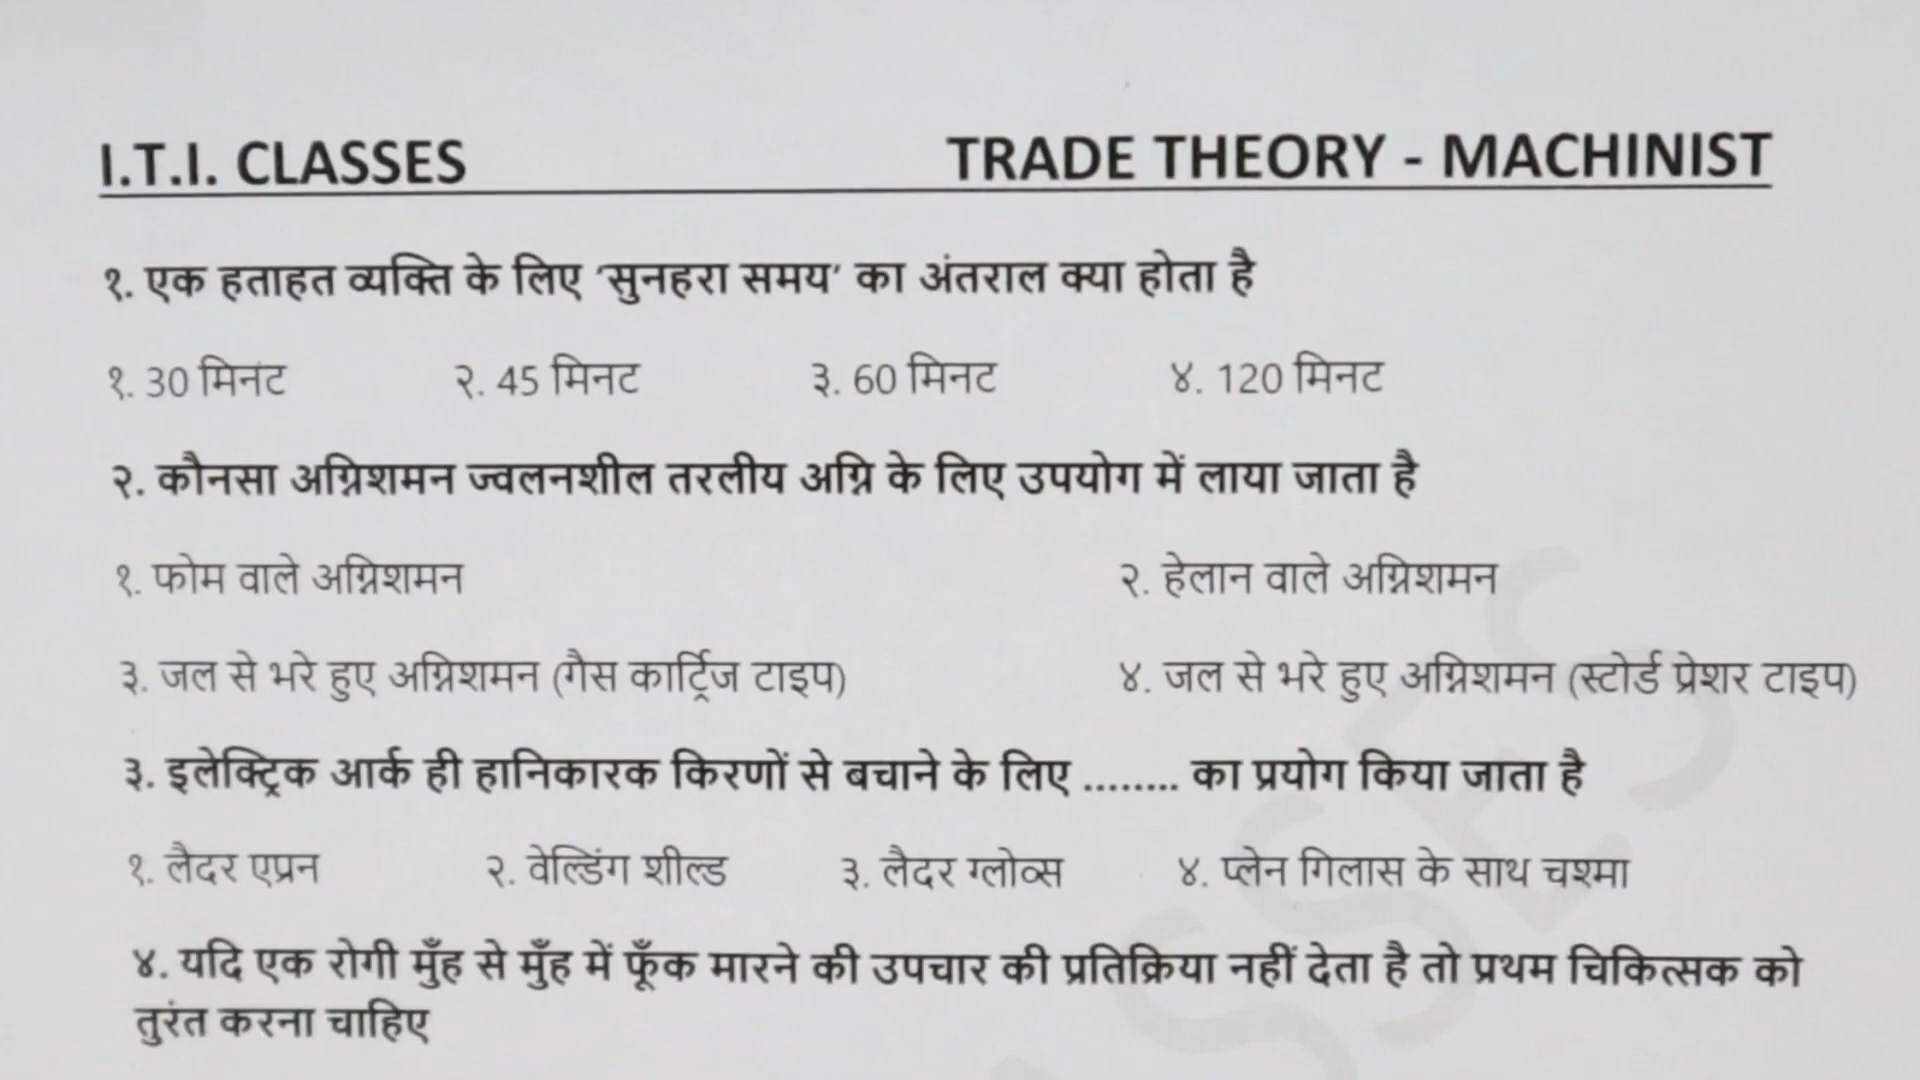 I.T.I. CLASSES TRADE THEORY - MACHINIST
१. एक हताहत व्यक्ति के लिए ‘सुनहरा समय’ का अंतराल क्या होता है
१. 30 मिनट २. 45 मिनट ३. 60 मिनट ४. 120 मिनट
२. कौनसा अग्निशमन ज्वलनशील तरलीय अग्नि के लिए उपयोग में लाया जाता है
१. फोम वाले अग्निशमन २. हेलान वाले अग्निशमन
३. जल से भरे हुए अग्निशमन (गैस कार्ट्रिज टाइप) ४. जल से भरे हुए अग्निशमन (स्टोर्ड प्रेशर टाइप)
३. इलेक्ट्रिक आर्क ही हानिकारक किरणों से बचाने के लिए ........ का प्रयोग किया जाता है
१. लैदर एप्रन २. वेल्डिंग शील्ड ३. लैदर ग्लोव्स ४. प्लेन गिलास के साथ चश्मा
४. यदि एक रोगी मुँह से मुँह में फूँक मारने की उपचार की प्रतिक्रिया नहीं देता है तो प्रथम चिकित्सक को
तुरंत करना चाहिए